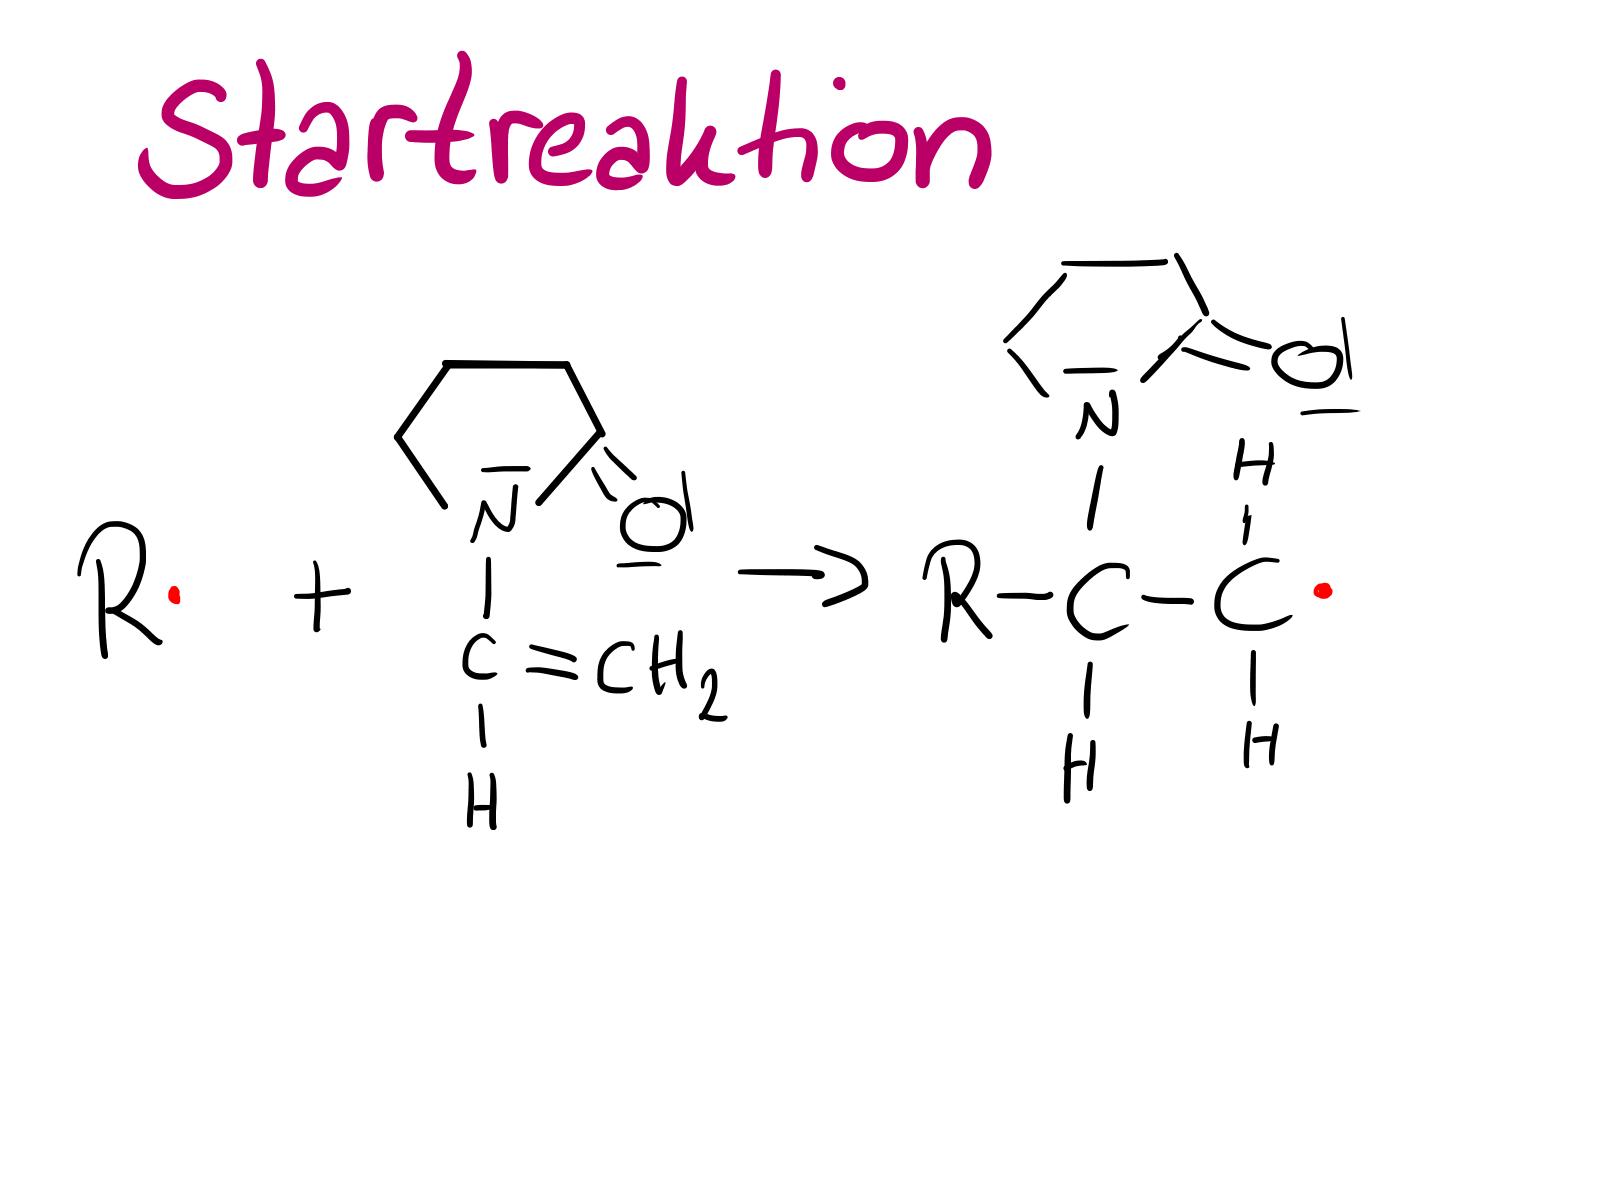 Startreaktion
N O N O H
R• + → R–C–C•
C=CH₂
H H H